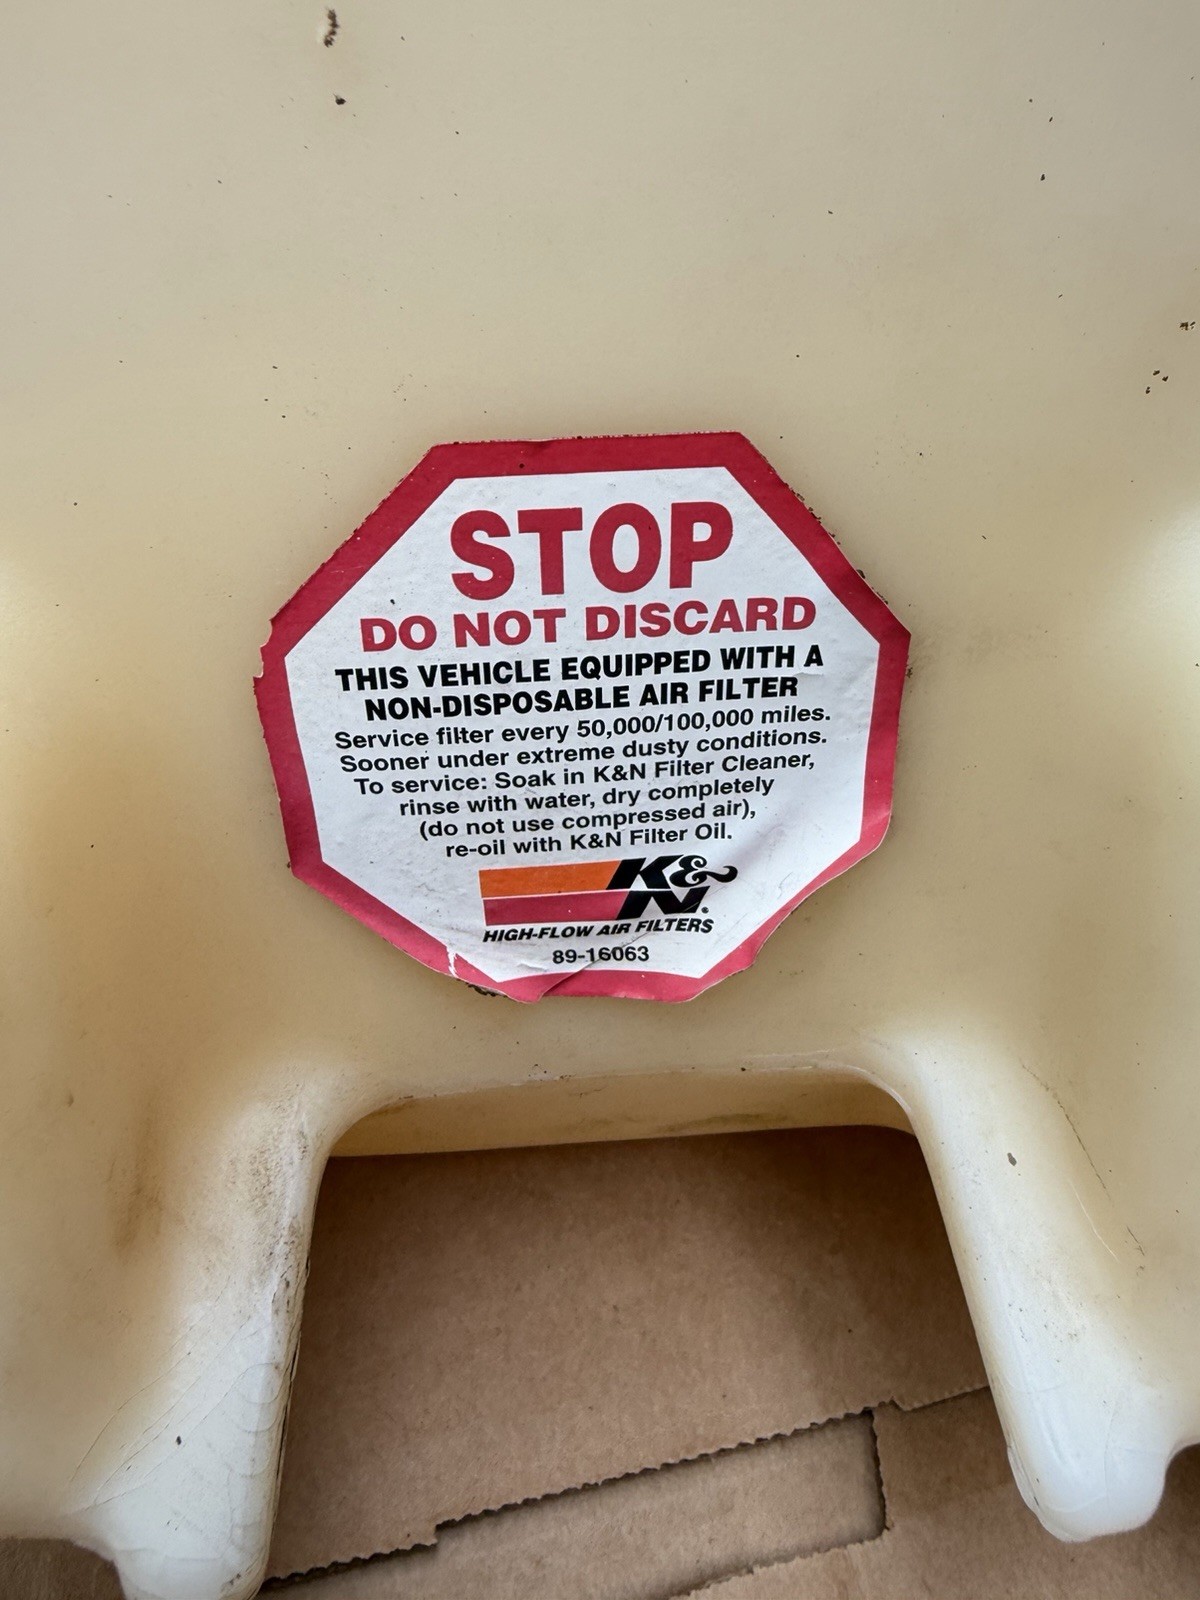 STOP
DO NOT DISCARD
THIS VEHICLE EQUIPPED WITH A
NON-DISPOSABLE AIR FILTER
Service filter every 50,000/100,000 miles.
Sooner under extreme dusty conditions.
To service: Soak in K&N Filter Cleaner,
rinse with water, dry completely
(do not use compressed air),
re-oil with K&N Filter Oil.
K&N®
HIGH-FLOW AIR FILTERS
89-16063